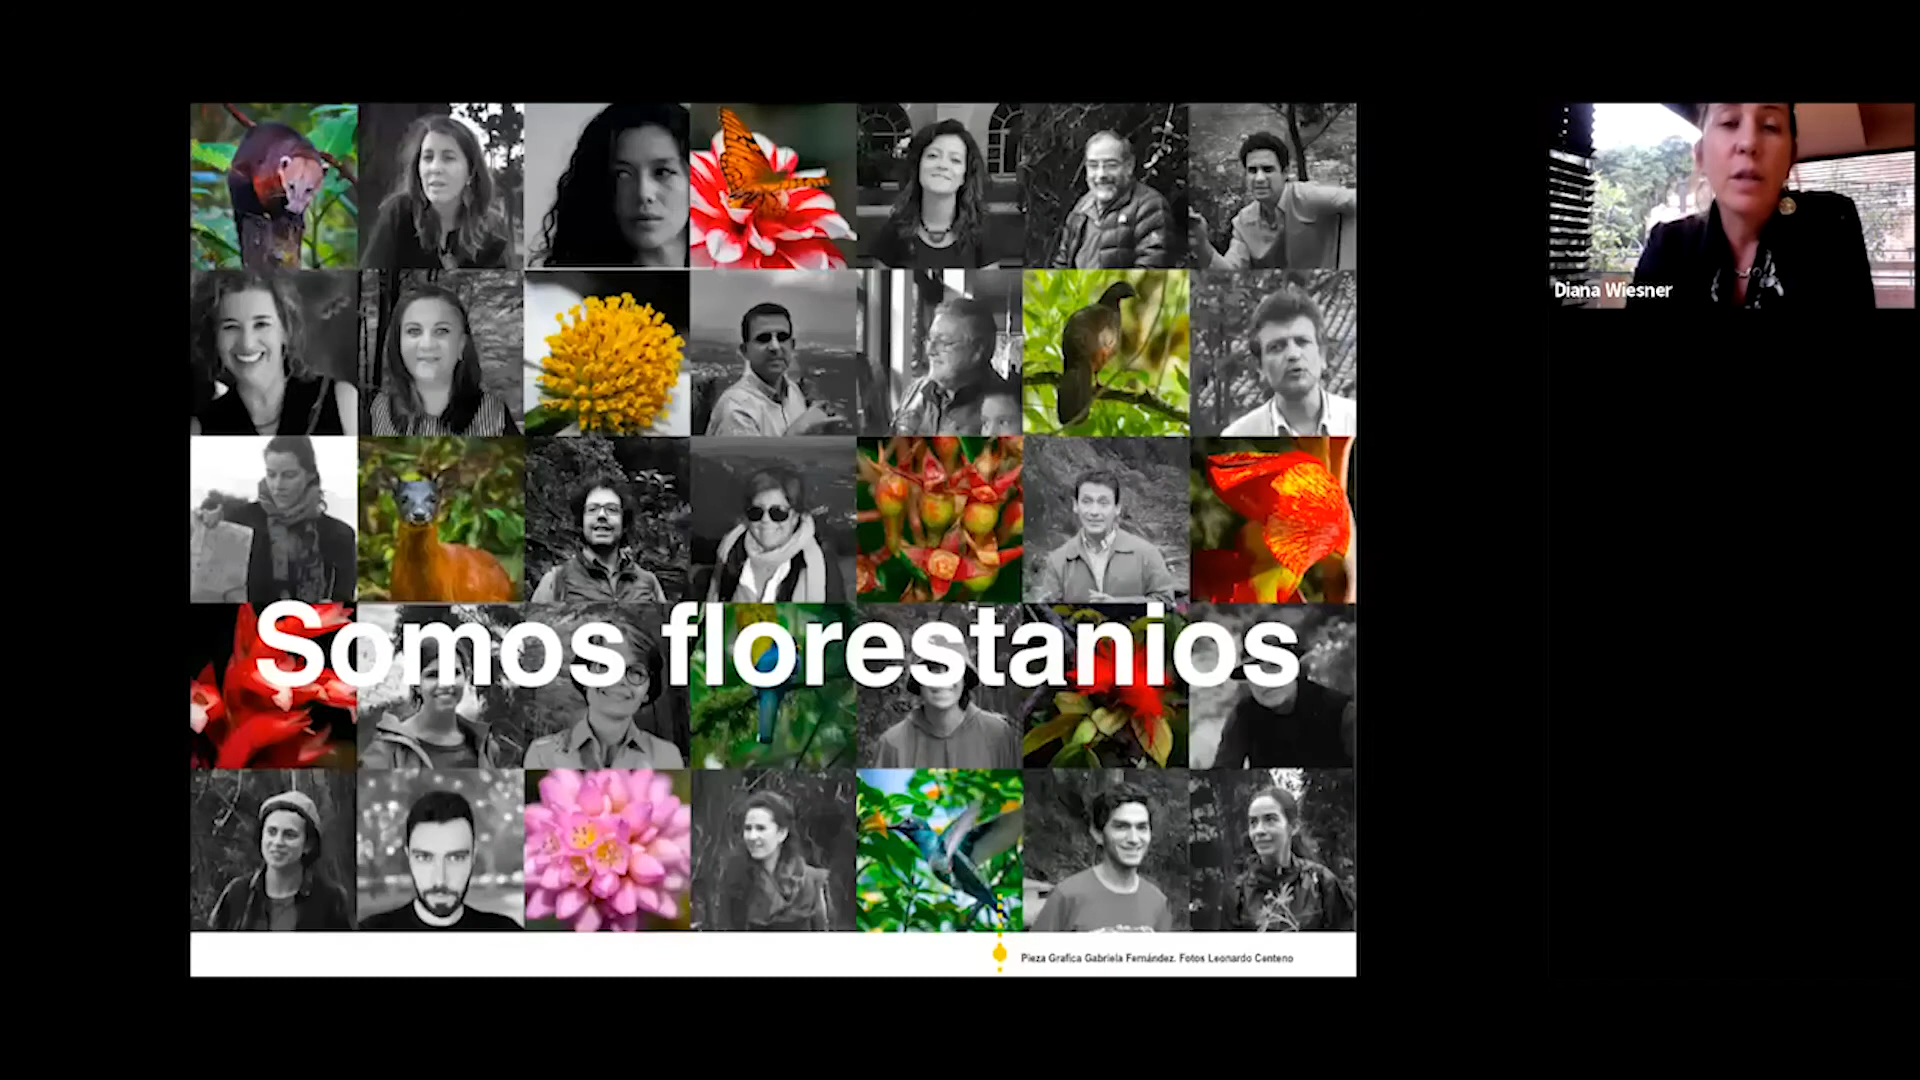 Diana Wiesner
Somos florestanios
Pieza Grafica Gabriela Fernández. Fotos Leonardo Centeno